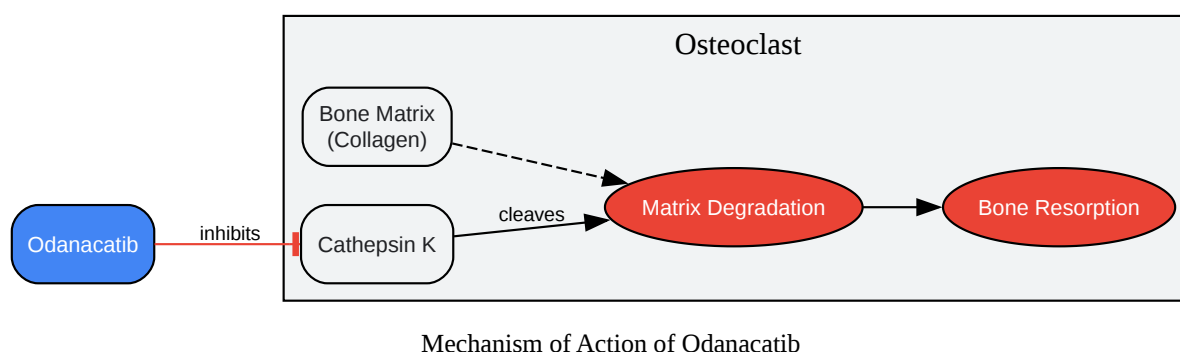 Osteoclast
Bone Matrix
(Collagen)
Odanacatib
inhibits
Cathepsin K
cleaves
Matrix Degradation
Bone Resorption
Mechanism of Action of Odanacatib